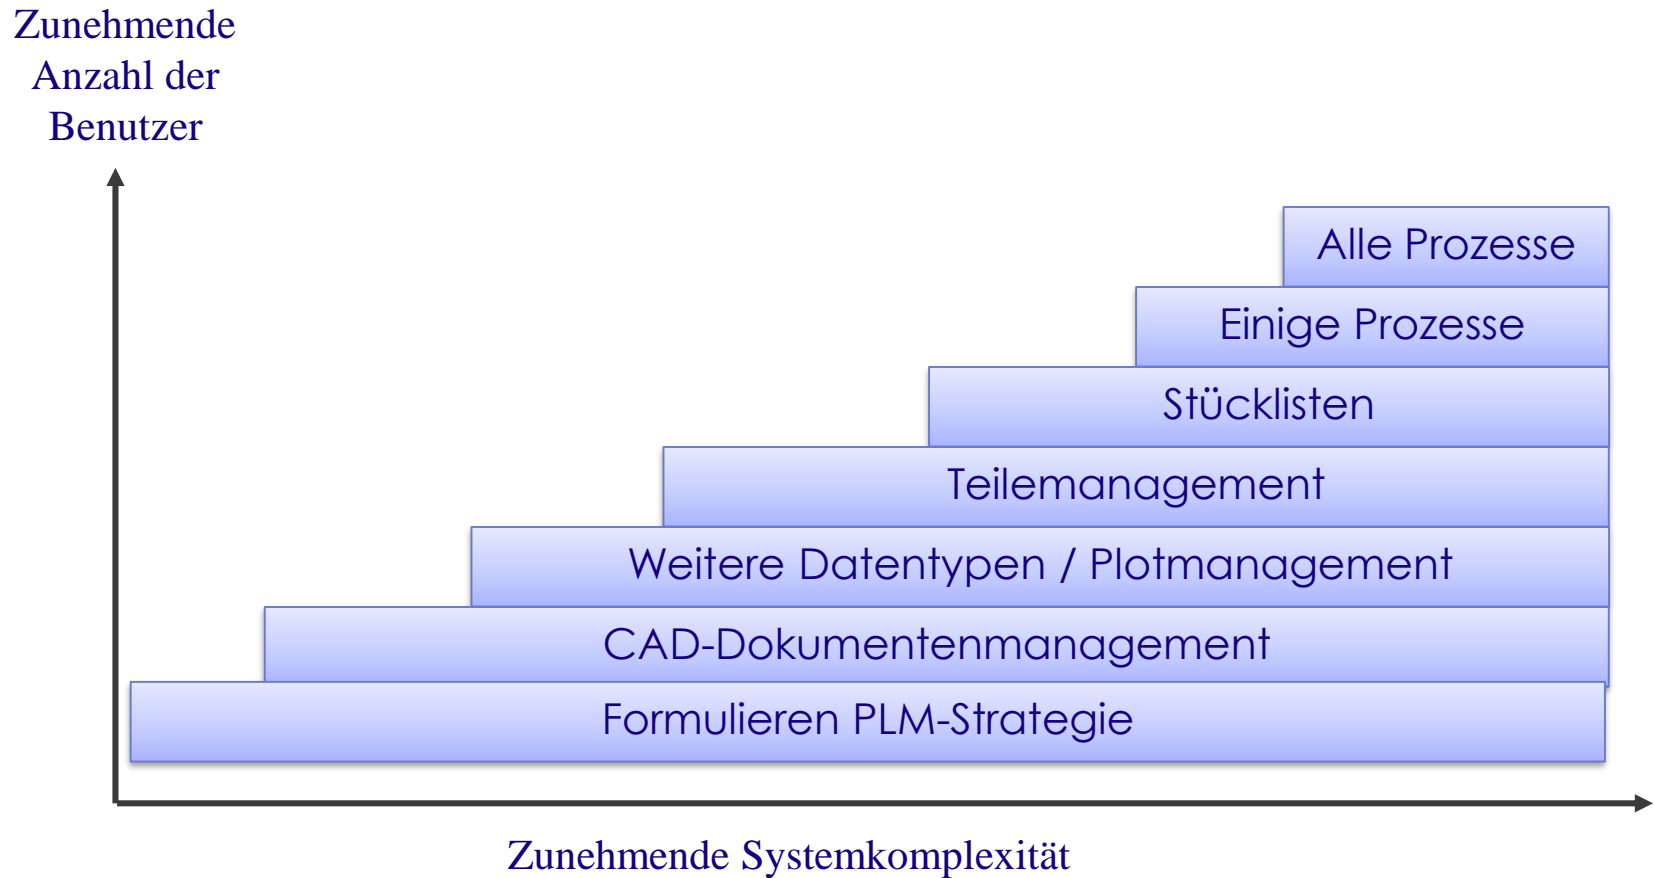 Zunehmende
Anzahl der
Benutzer
Alle Prozesse
Einige Prozesse
Stücklisten
Teilemanagement
Weitere Datentypen / Plotmanagement
CAD-Dokumentenmanagement
Formulieren PLM-Strategie
Zunehmende Systemkomplexität